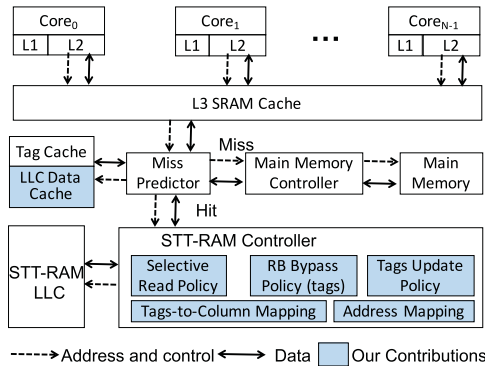 Core0 Core1 ... CoreN-1
L1 L2 L1 L2 L1 L2
L3 SRAM Cache
Miss
Tag Cache
LLC Data
Cache
Miss
Predictor
Main Memory
Controller
Main
Memory
Hit
STT-RAM
LLC
STT-RAM Controller
Selective
Read Policy
RB Bypass
Policy (tags)
Tags Update
Policy
Tags-to-Column Mapping
Address Mapping
Address and control Data Our Contributions